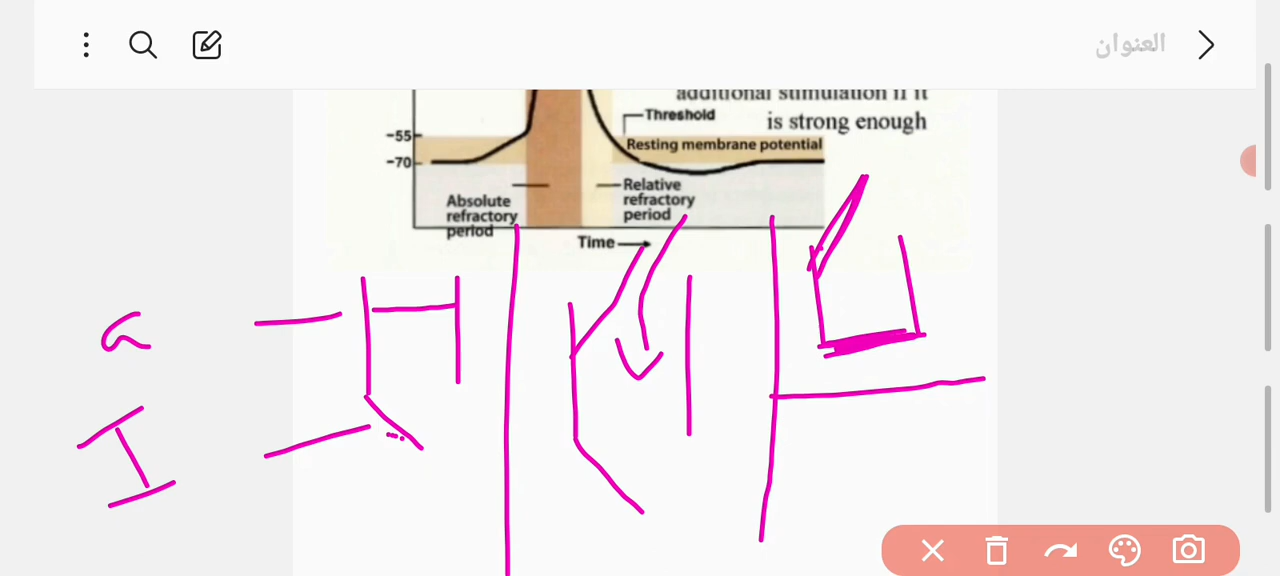 العنوان
additional stimulation if it
is strong enough
Threshold
-55
Resting membrane potential
-70
Absolute
refractory
period
Relative
refractory
period
Time
a
I